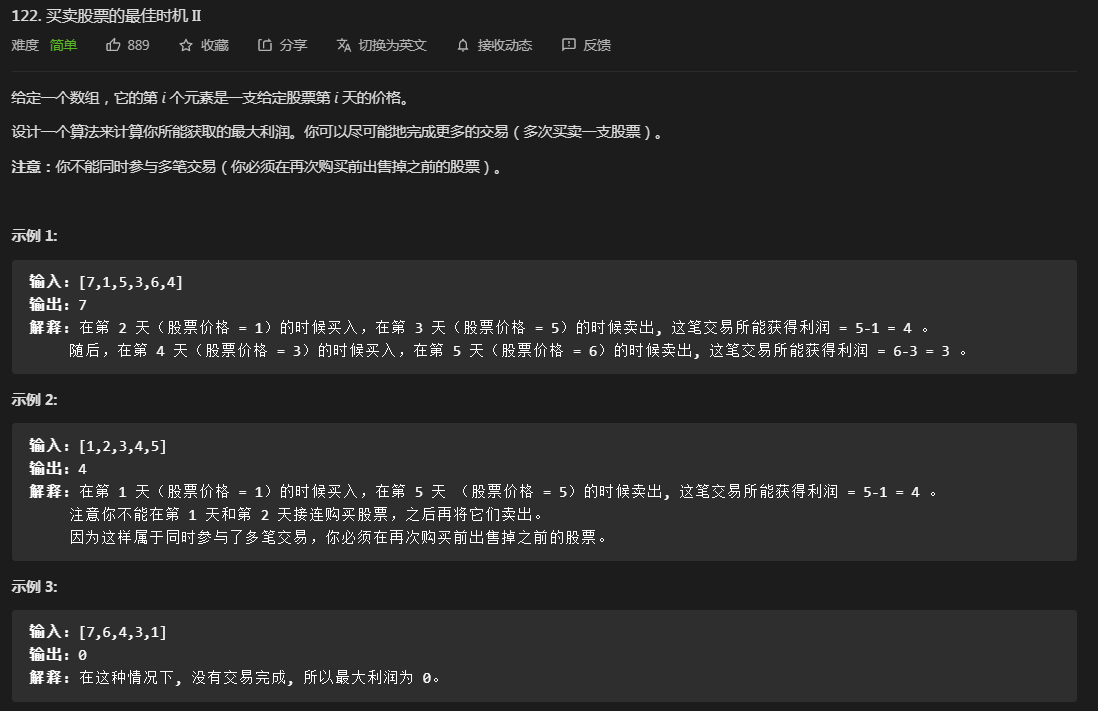 122. 买卖股票的最佳时机 II
难度 简单 889 收藏 分享 切换为英文 接收动态 反馈
给定一个数组，它的第 i 个元素是一支给定股票第 i 天的价格。
设计一个算法来计算你所能获取的最大利润。你可以尽可能地完成更多的交易（多次买卖一支股票）。
注意：你不能同时参与多笔交易（你必须在再次购买前出售掉之前的股票）。
示例 1:
输入: [7,1,5,3,6,4]
输出: 7
解释: 在第 2 天（股票价格 = 1）的时候买入，在第 3 天（股票价格 = 5）的时候卖出, 这笔交易所能获得利润 = 5-1 = 4 。
随后，在第 4 天（股票价格 = 3）的时候买入，在第 5 天（股票价格 = 6）的时候卖出, 这笔交易所能获得利润 = 6-3 = 3 。
示例 2:
输入: [1,2,3,4,5]
输出: 4
解释: 在第 1 天（股票价格 = 1）的时候买入，在第 5 天 （股票价格 = 5）的时候卖出, 这笔交易所能获得利润 = 5-1 = 4 。
注意你不能在第 1 天和第 2 天接连购买股票，之后再将它们卖出。
因为这样属于同时参与了多笔交易，你必须在再次购买前出售掉之前的股票。
示例 3:
输入: [7,6,4,3,1]
输出: 0
解释: 在这种情况下, 没有交易完成, 所以最大利润为 0。